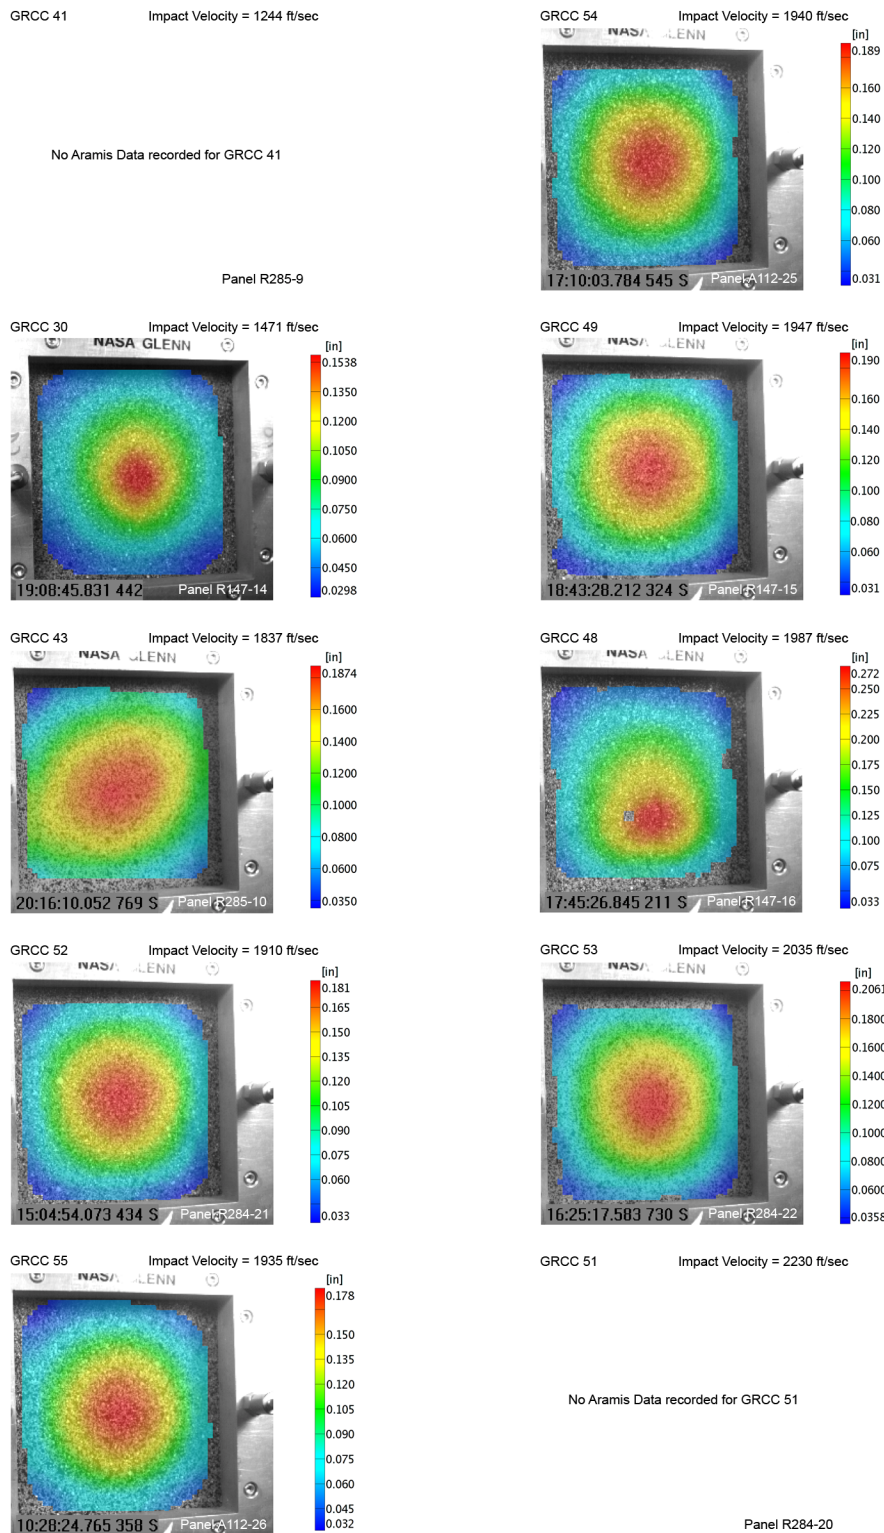 GRCC 41 Impact Velocity = 1244 ft/sec
No Aramis Data recorded for GRCC 41
Panel R285-9
GRCC 30 Impact Velocity = 1471 ft/sec
NASA GLENN
[in]
0.1538
0.1350
0.1200
0.1050
0.0900
0.0750
0.0600
0.0450
0.0298
19:08:45.831 442 Panel R147-14
GRCC 43 Impact Velocity = 1837 ft/sec
NASA GLENN
[in]
0.1874
0.1600
0.1400
0.1200
0.1000
0.0800
0.0600
0.0350
20:16:10.052 769 S Panel R285-10
GRCC 52 Impact Velocity = 1910 ft/sec
NASA GLENN
[in]
0.181
0.165
0.150
0.135
0.120
0.105
0.090
0.075
0.060
0.033
15:04:54.073 434 S Panel R284-21
GRCC 55 Impact Velocity = 1935 ft/sec
NASA GLENN
[in]
0.178
0.150
0.135
0.120
0.105
0.090
0.075
0.060
0.045
0.032
10:28:24.765 358 S Panel A112-26
GRCC 54 Impact Velocity = 1940 ft/sec
NASA GLENN
[in]
0.189
0.160
0.140
0.120
0.100
0.080
0.060
0.031
17:10:03.784 545 S Panel A112-25
GRCC 49 Impact Velocity = 1947 ft/sec
NASA GLENN
[in]
0.190
0.160
0.140
0.120
0.100
0.080
0.060
0.031
18:43:28.212 324 S Panel R147-15
GRCC 48 Impact Velocity = 1987 ft/sec
NASA GLENN
[in]
0.272
0.250
0.225
0.200
0.175
0.150
0.125
0.100
0.075
0.033
17:45:26.845 211 S Panel R147-16
GRCC 53 Impact Velocity = 2035 ft/sec
NASA GLENN
[in]
0.2061
0.1800
0.1600
0.1400
0.1200
0.1000
0.0800
0.0600
0.0358
16:25:17.583 730 S Panel R284-22
GRCC 51 Impact Velocity = 2230 ft/sec
No Aramis Data recorded for GRCC 51
Panel R284-20